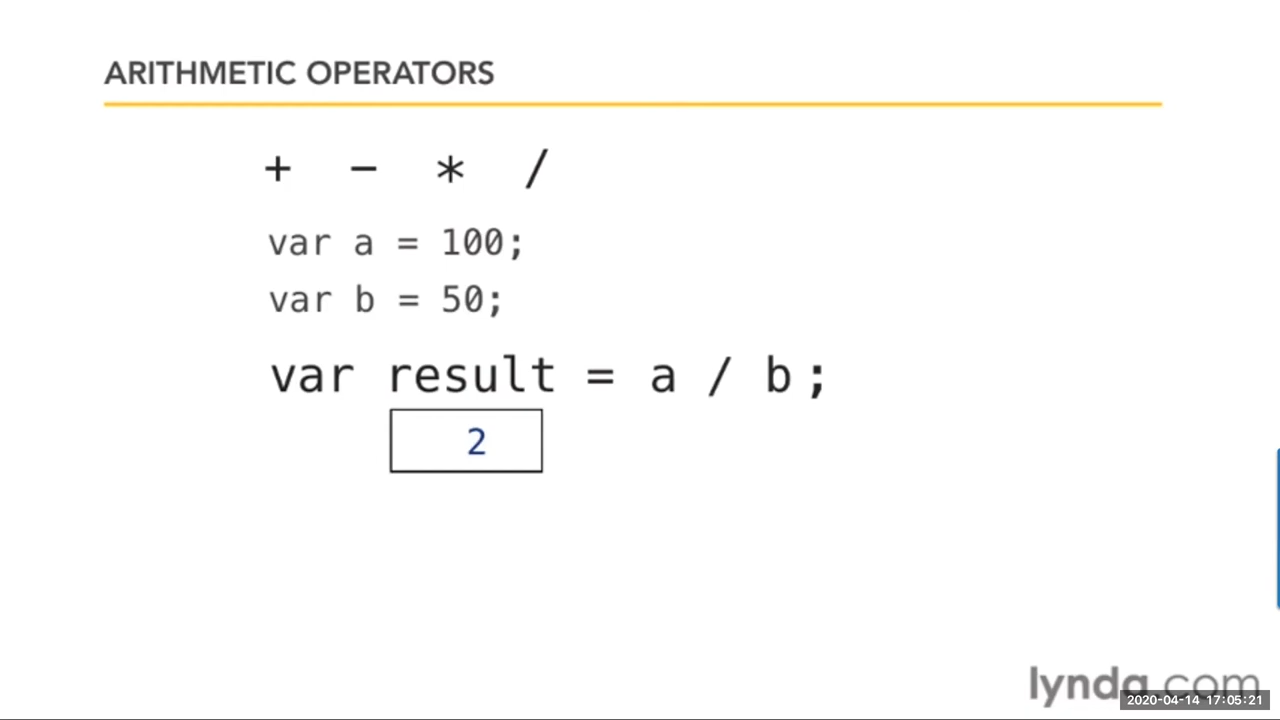 ARITHMETIC OPERATORS
+ - * /
var a = 100;
var b = 50;
var result = a / b;
2
lynda.com
2020-04-14 17:05:21